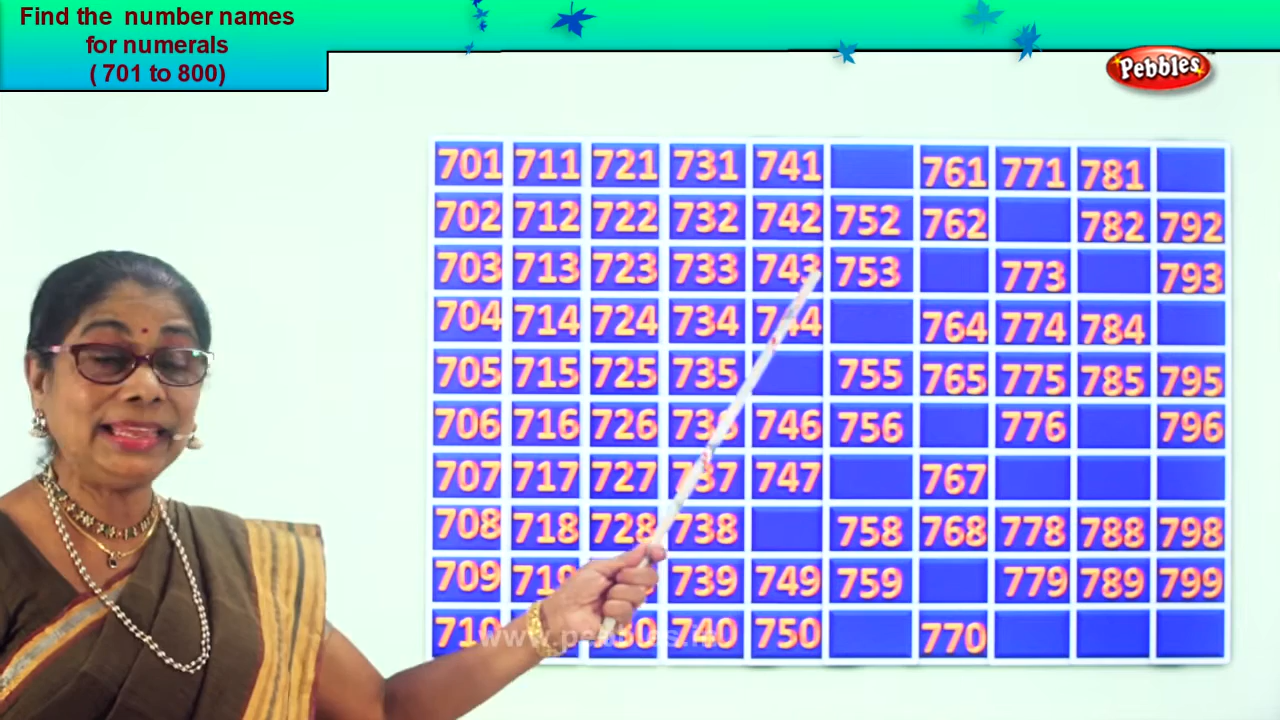 Find the number names
for numerals
( 701 to 800)
Pebbles
701 711 721 731 741 761 771 781
702 712 722 732 742 752 762 782 792
703 713 723 733 743 753 773 793
704 714 724 734 744 764 774 784
705 715 725 735 755 765 775 785 795
706 716 726 736 746 756 776 796
707 717 727 737 747 767
708 718 728 738 758 768 778 788 798
709 719 739 749 759 779 789 799
710 740 750 770